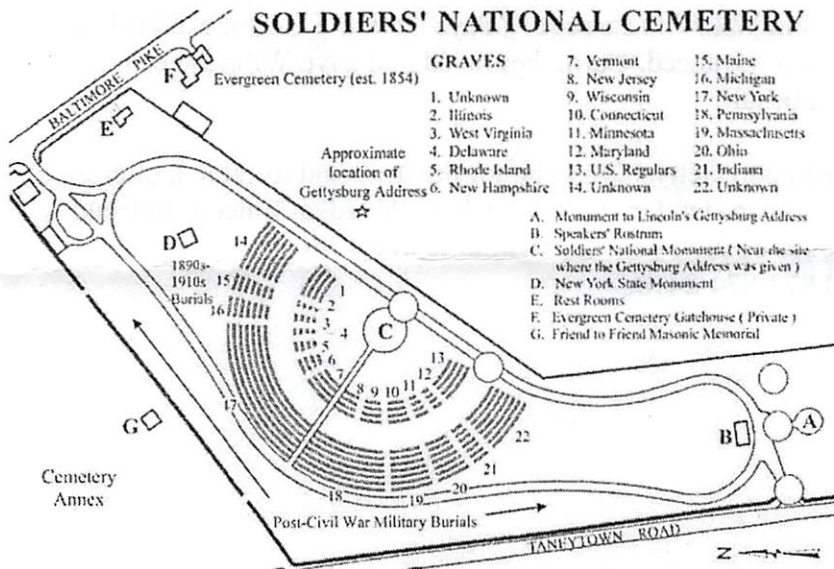 SOLDIERS' NATIONAL CEMETERY
GRAVES
1. Unknown
2. Illinois
3. West Virginia
4. Delaware
5. Rhode Island
6. New Hampshire
7. Vermont
8. New Jersey
9. Wisconsin
10. Connecticut
11. Minnesota
12. Maryland
13. U.S. Regulars
14. Unknown
15. Maine
16. Michigan
17. New York
18. Pennsylvania
19. Massachusetts
20. Ohio
21. Indiana
22. Unknown
A. Monument to Lincoln's Gettysburg Address
B. Speakers' Rostrum
C. Soldiers' National Monument ( Near the site
where the Gettysburg Address was given )
D. New York State Monument
E. Rest Rooms
F. Evergreen Cemetery Gatehouse ( Private )
G. Friend to Friend Masonic Memorial
BALTIMORE PIKE
F
Evergreen Cemetery (est. 1854)
E
Approximate
location of
Gettysburg Address
D
1890s-
1910s
Burials
14
15
16
1
2
3
4
5
6
7
8
9
10
11
12
13
C
17
18
19
20
21
22
G
B
A
Cemetery
Annex
Post-Civil War Military Burials
TANEYTOWN ROAD
N